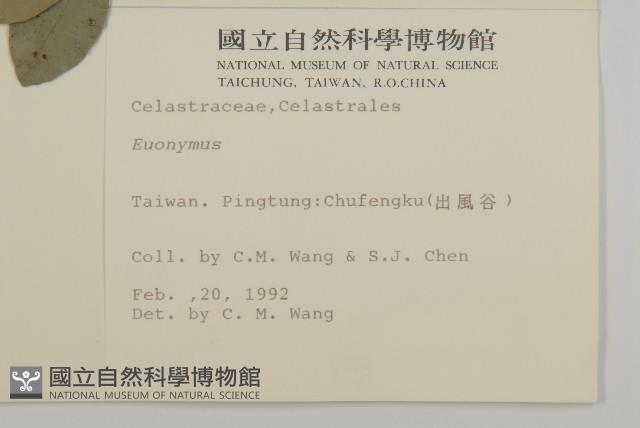 國立自然科學博物館
NATIONAL MUSEUM OF NATURAL SCIENCE
TAICHUNG, TAIWAN, R.O.CHINA
Celastraceae,Celastrales
Euonymus
Taiwan. Pingtung:Chufengku(出風谷)
Coll. by C.M. Wang & S.J. Chen
Feb. ,20, 1992
Det. by C. M. Wang
國立自然科學博物館
NATIONAL MUSEUM OF NATURAL SCIENCE